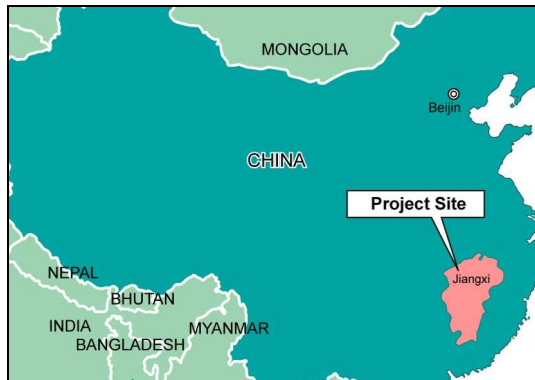 MONGOLIA
Beijin
CHINA
Project Site
Jiangxi
NEPAL
BHUTAN
INDIA
MYANMAR
BANGLADESH